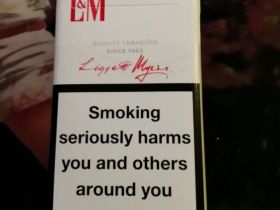 L&M
QUALITY TOBACCOS
SINCE 1953
Liggett Myers
Smoking
seriously harms
you and others
around you